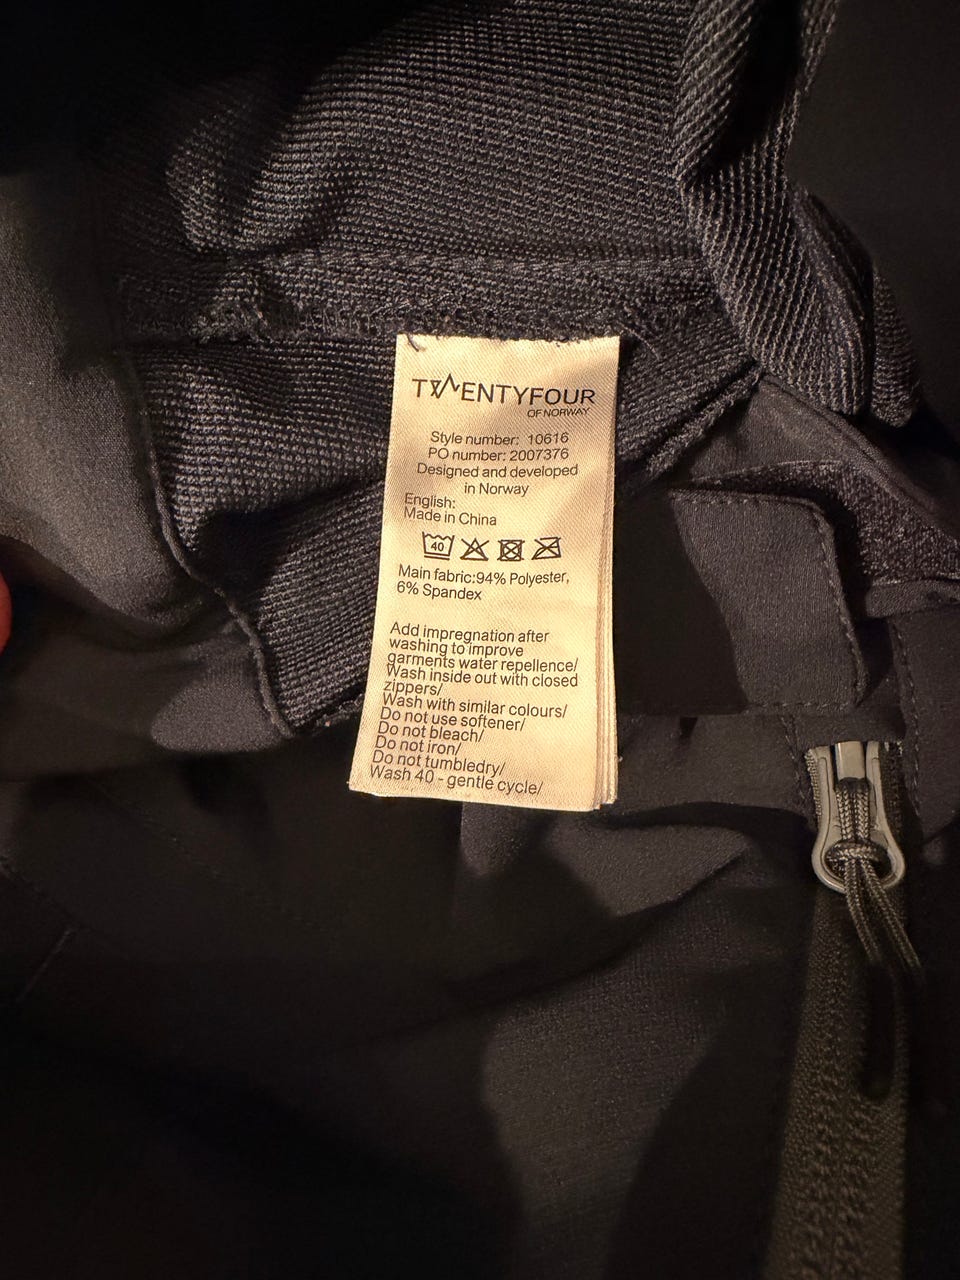 TWENTYFOUR
OF NORWAY
Style number: 10616
PO number: 2007376
Designed and developed
in Norway
English:
Made in China
40
Main fabric:94% Polyester,
6% Spandex
Add impregnation after
washing to improve
garments water repellence/
Wash inside out with closed
zippers/
Wash with similar colours/
Do not use softener/
Do not bleach/
Do not iron/
Do not tumbledry/
Wash 40 - gentle cycle/